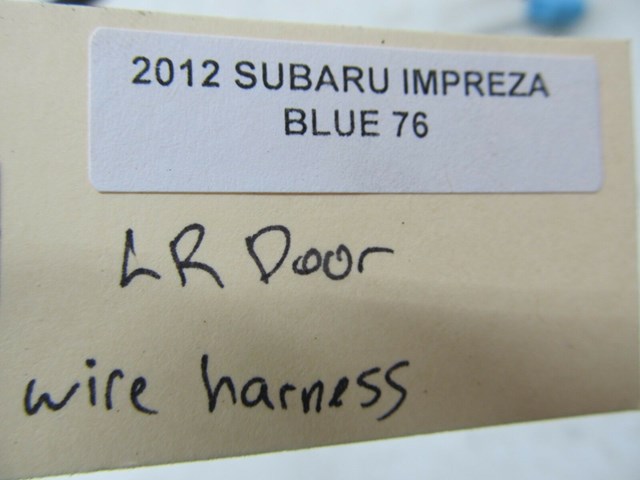 2012 SUBARU IMPREZA
BLUE 76
LR Door
wire harness